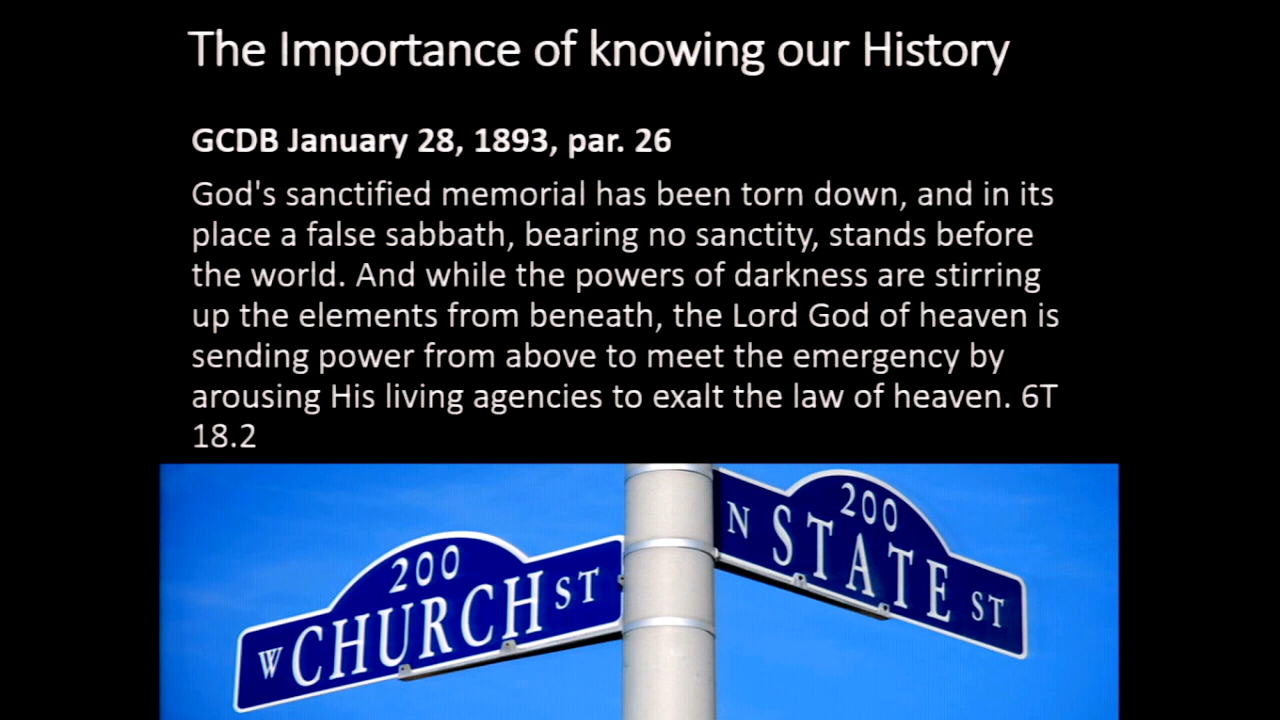 The Importance of knowing our History
GCDB January 28, 1893, par. 26
God's sanctified memorial has been torn down, and in its
place a false sabbath, bearing no sanctity, stands before
the world. And while the powers of darkness are stirring
up the elements from beneath, the Lord God of heaven is
sending power from above to meet the emergency by
arousing His living agencies to exalt the law of heaven. 6T
18.2
200
W CHURCH ST
200
N STATE ST